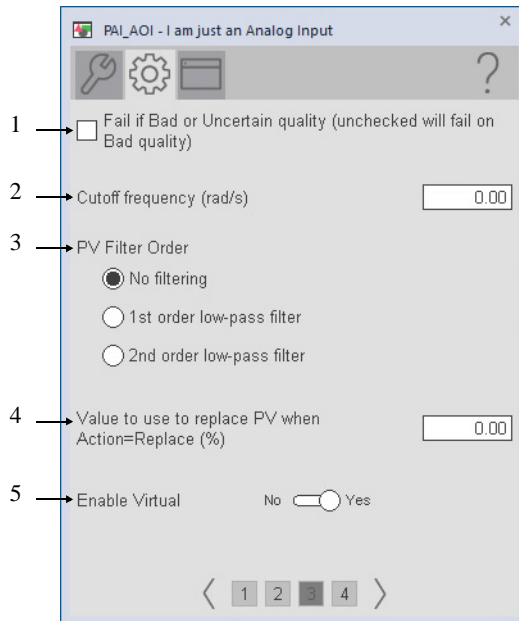 PAI_AOI - I am just an Analog Input
×
?
1
Fail if Bad or Uncertain quality (unchecked will fail on
Bad quality)
2
Cutoff frequency (rad/s)
0.00
3
PV Filter Order
No filtering
1st order low-pass filter
2nd order low-pass filter
4
Value to use to replace PV when
Action=Replace (%)
0.00
5
Enable Virtual
No
Yes
1 2 3 4